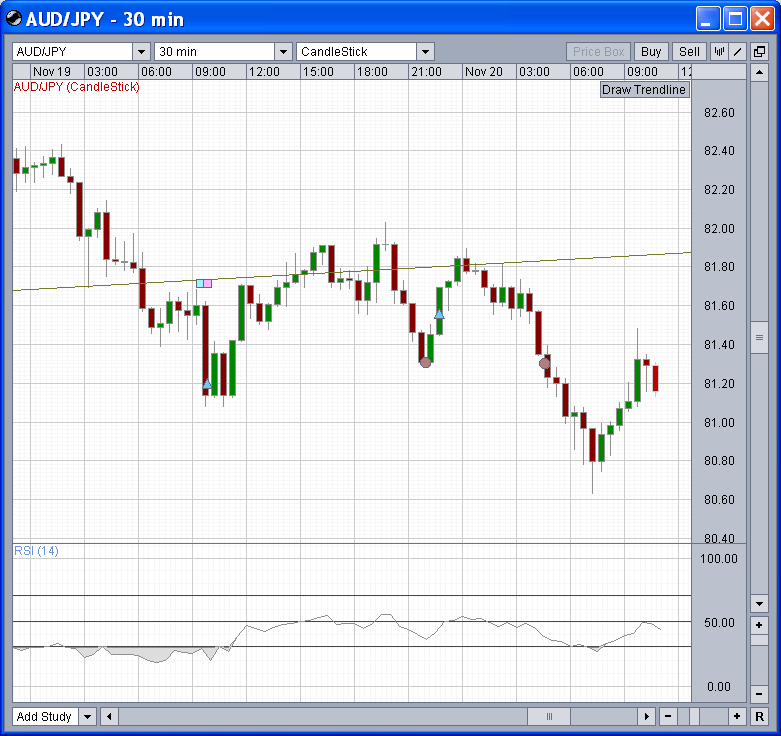 AUD/JPY - 30 min
AUD/JPY 30 min CandleStick Price Box Buy Sell
Nov 19 03:00 06:00 09:00 12:00 15:00 18:00 21:00 Nov 20 03:00 06:00 09:00 12
AUD/JPY (CandleStick)
Draw Trendline
82.60
82.40
82.20
82.00
81.80
81.60
81.40
81.20
81.00
80.80
80.60
80.40
RSI (14)
100.00
50.00
0.00
Add Study
R